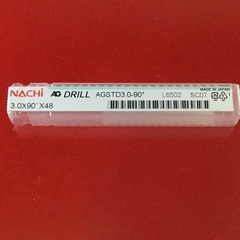 MADE IN JAPAN
NACHi AG DRILL AGSTD3.0-90° L6502 SC07
3.0X90°X48